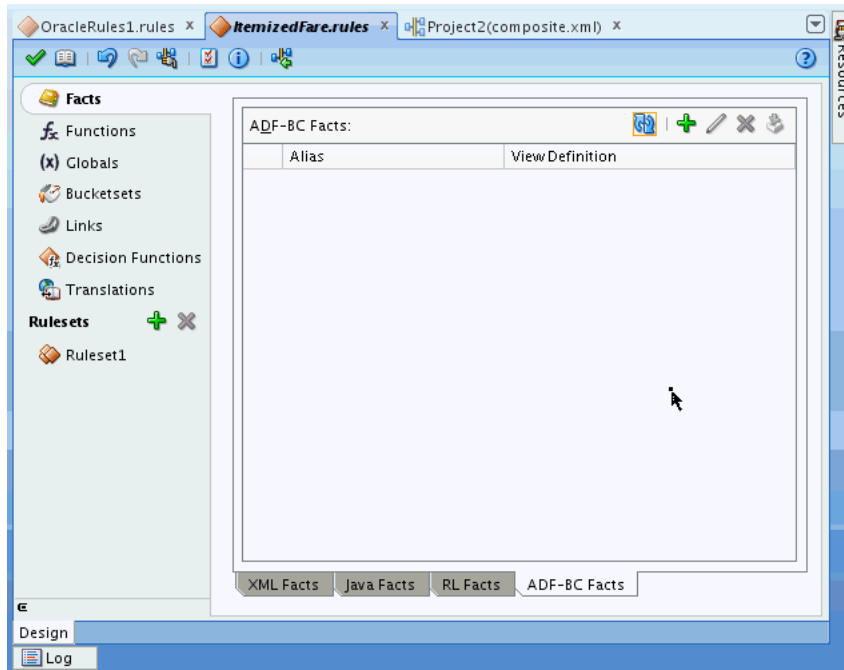 OracleRules1.rules x ItemizedFare.rules x Project2(composite.xml) x
Resources
Facts
Functions
(x) Globals
Bucketsets
Links
Decision Functions
Translations
Rulesets
Ruleset1
ADF-BC Facts:
Alias View Definition
XML Facts Java Facts RL Facts ADF-BC Facts
Design
Log